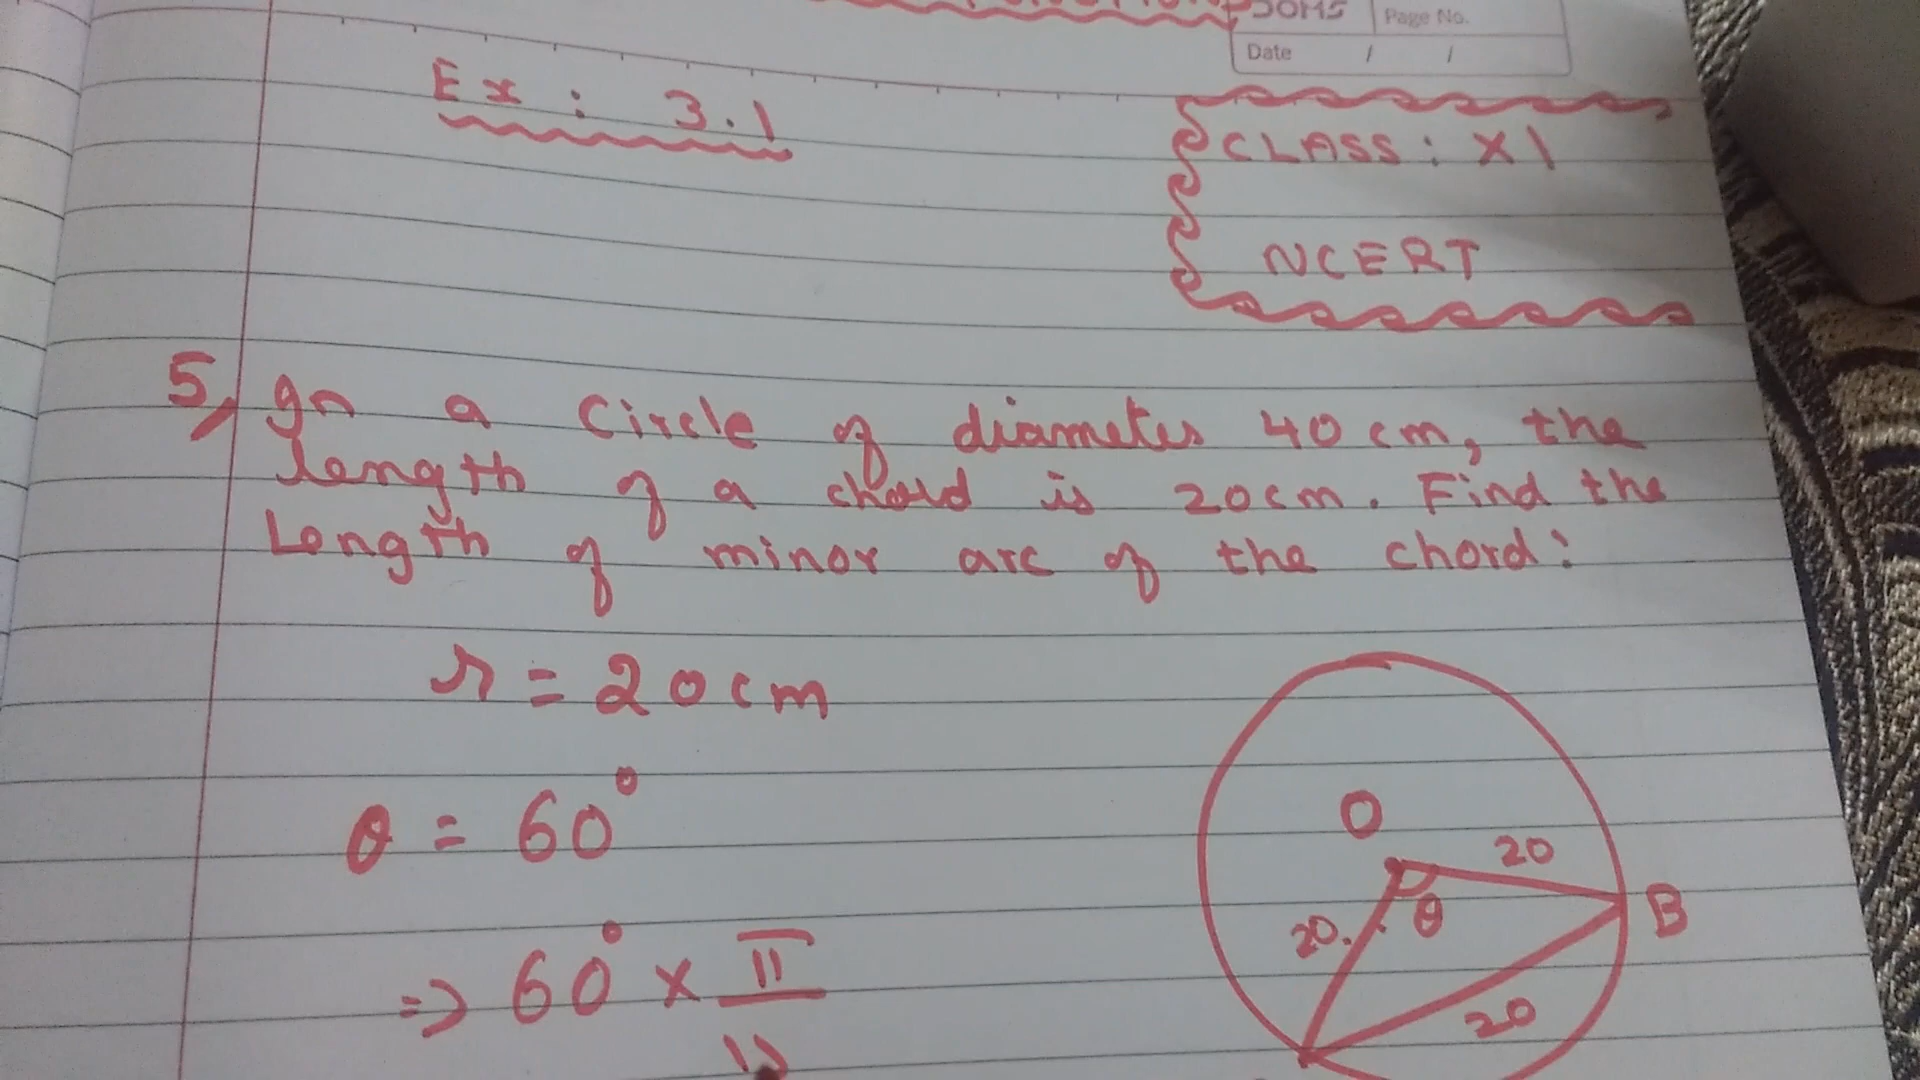 Page No.
Date / /
Ex : 3.1
CLASS : XI
NCERT
5, In a Circle of diameter 40 cm, the
length of a chord is 20cm. Find the
Length of minor arc of the chord:
r = 20cm
θ = 60°
⇒ 60° × π
O
20
B
θ
20
20